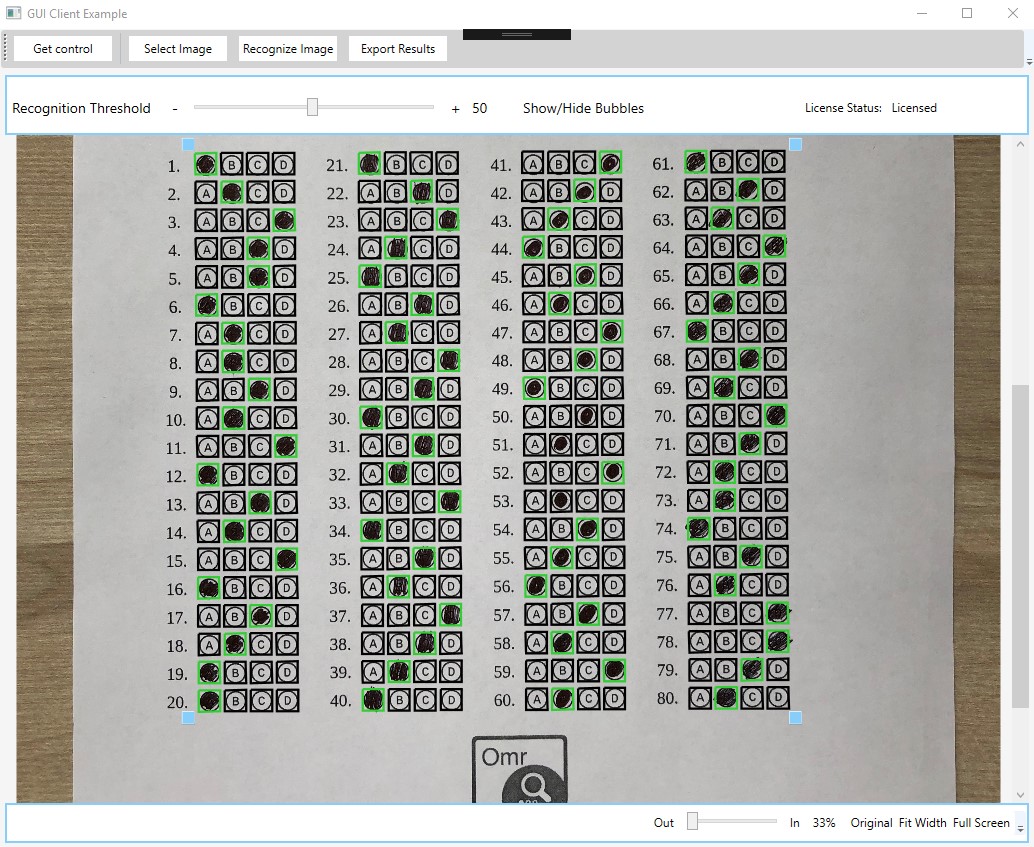 GUI Client Example
Get control Select Image Recognize Image Export Results
Recognition Threshold - + 50 Show/Hide Bubbles License Status: Licensed
1. B C D
2. A C D
3. A B C
4. A B D
5. A B D
6. B C D
7. A C D
8. A C D
9. A B D
10. A C D
11. A B C
12. B C D
13. A B D
14. A C D
15. A B C
16. B C D
17. A B D
18. A C D
19. B C D
20. B C D
21. B C D
22. A B D
23. A B C
24. A C D
25. B C D
26. A B D
27. A C D
28. A B C
29. A B D
30. B C D
31. A B D
32. A C D
33. A B C
34. B C D
35. A B D
36. A C D
37. A B C
38. A B D
39. A C D
40. B C D
41. A B C
42. A B D
43. A C D
44. B C D
45. A B D
46. A C D
47. A B C
48. A B D
49. B C D
50. A B D
51. A C D
52. A B C
53. A C D
54. A B D
55. A C D
56. B C D
57. A B D
58. A C D
59. A B C
60. A C D
61. B C D
62. A B D
63. A C D
64. A B C
65. A B D
66. A C D
67. B C D
68. A B D
69. A C D
70. A B C
71. A B D
72. A C D
73. A C D
74. B C D
75. A B D
76. A C D
77. A B C
78. A B C
79. A B D
80. A C D
Omr
Out In 33% Original Fit Width Full Screen